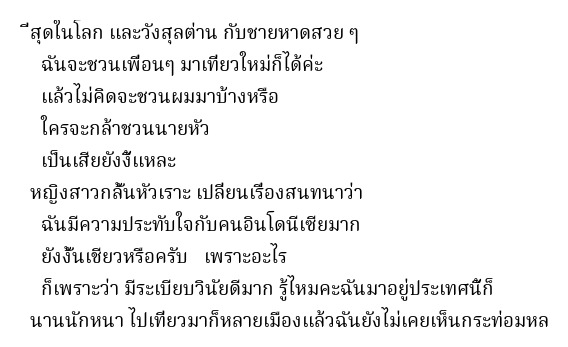 ีสุดในโลก และวังสุลต่าน กับชายหาดสวย ๆ
ฉันจะชวนเพื่อนๆ มาเที่ยวใหม่ก็ได้ค่ะ
แล้วไม่คิดจะชวนผมมาบ้างหรือ
ใครจะกล้าชวนนายหัว
เป็นเสียยังงี้แหละ
หญิงสาวกลั้นหัวเราะ เปลี่ยนเรื่องสนทนาว่า
ฉันมีความประทับใจกับคนอินโดนีเซียมาก
ยังงั้นเชียวหรือครับ เพราะอะไร
ก็เพราะว่า มีระเบียบวินัยดีมาก รู้ไหมคะฉันมาอยู่ประเทศนี้ก็
นานนักหนา ไปเที่ยวมาก็หลายเมืองแล้วฉันยังไม่เคยเห็นกระท่อมหล